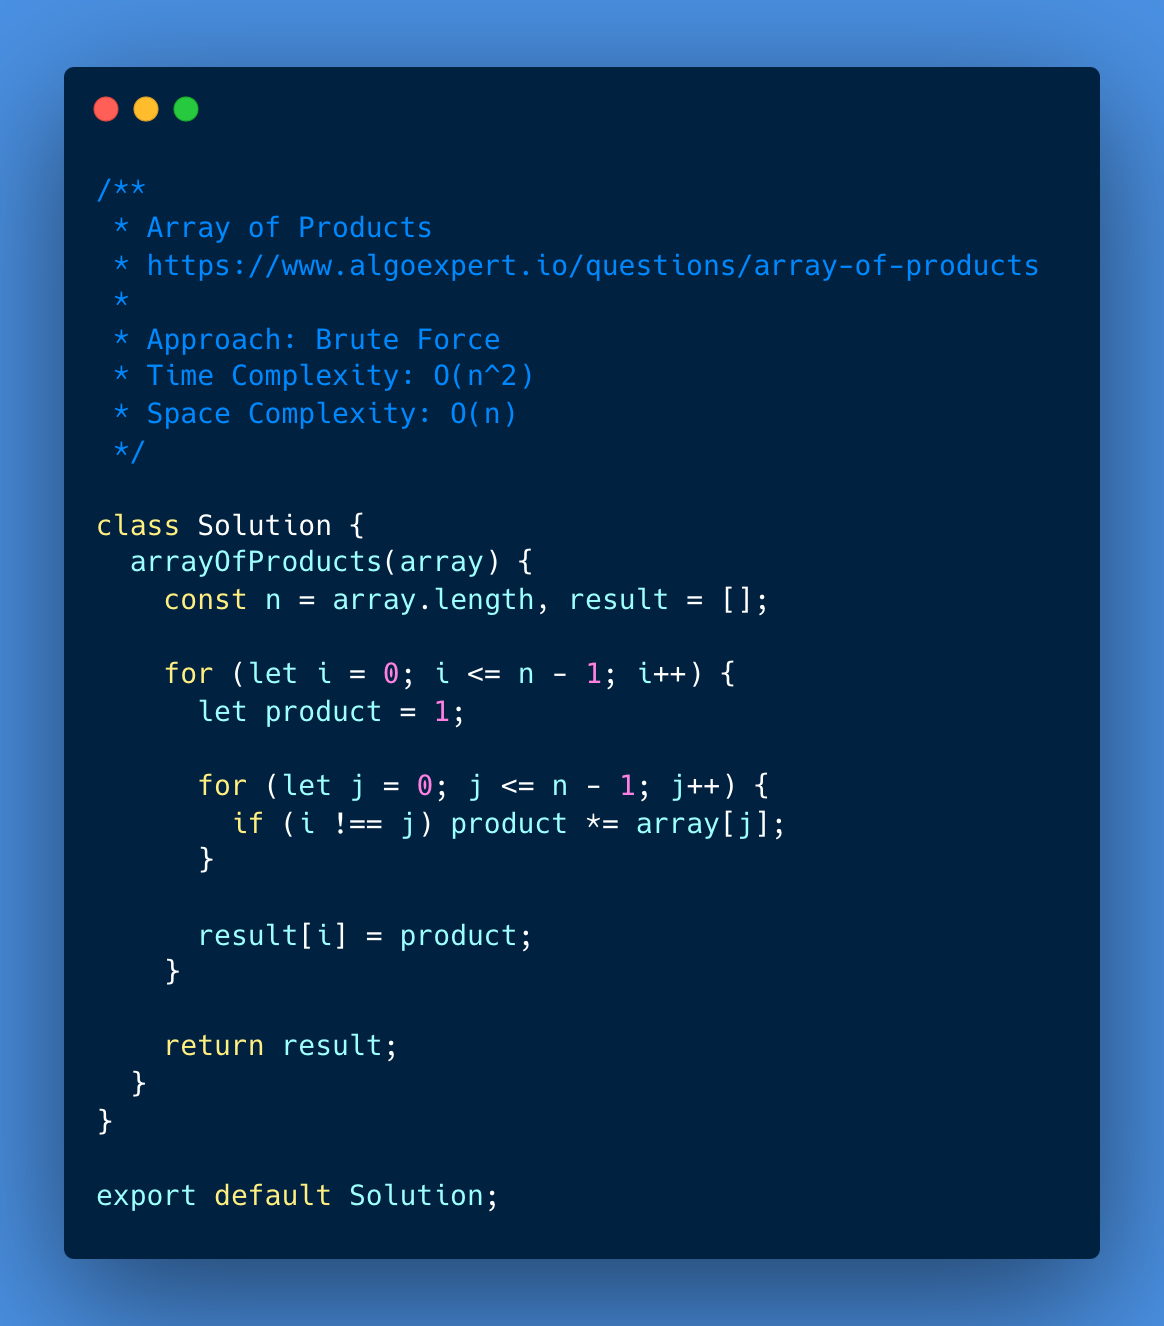 /**
 * Array of Products
 * https://www.algoexpert.io/questions/array-of-products
 *
 * Approach: Brute Force
 * Time Complexity: O(n^2)
 * Space Complexity: O(n)
 */

class Solution {
  arrayOfProducts(array) {
    const n = array.length, result = [];

    for (let i = 0; i <= n - 1; i++) {
      let product = 1;

      for (let j = 0; j <= n - 1; j++) {
        if (i !== j) product *= array[j];
      }

      result[i] = product;
    }

    return result;
  }
}

export default Solution;